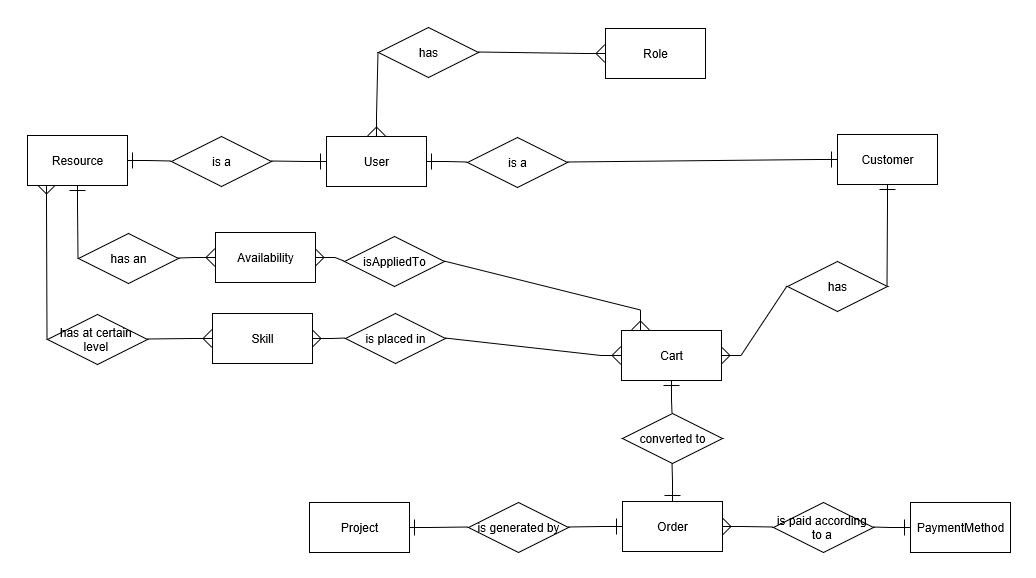 has
Role
Resource
is a
User
is a
Customer
has an
Availability
isAppliedTo
has
has at certain
level
Skill
is placed in
Cart
converted to
Project
is generated by
Order
is paid according
to a
PaymentMethod